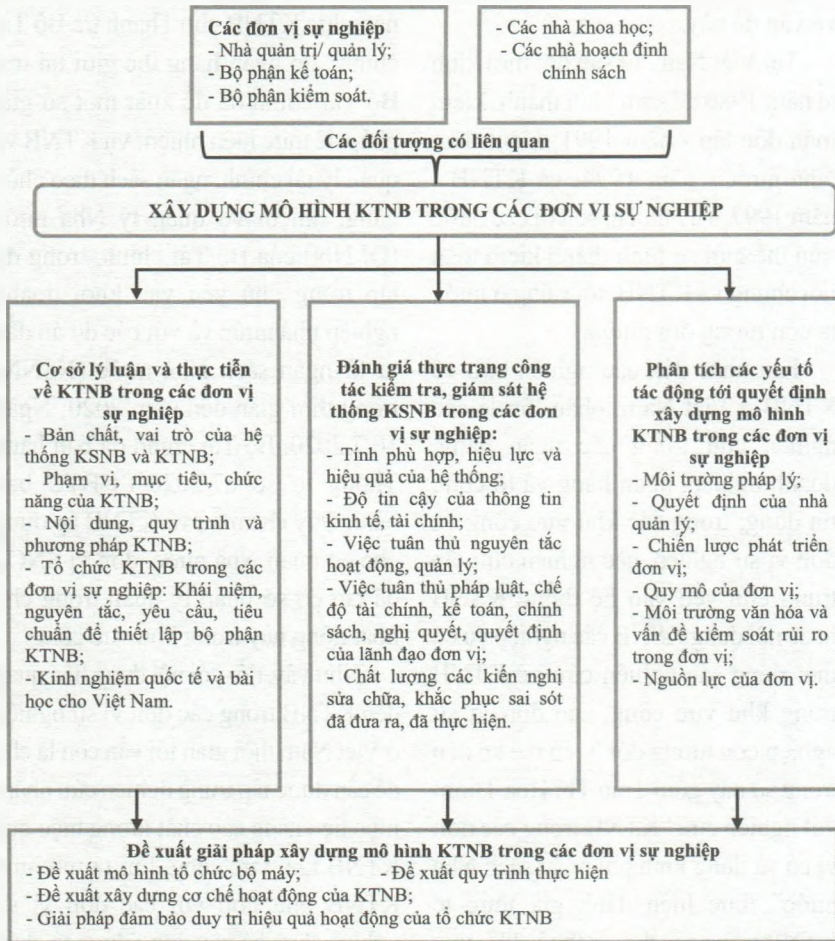 Các đơn vị sự nghiệp
- Nhà quản trị/ quản lý;
- Bộ phận kế toán;
- Bộ phận kiểm soát.
- Các nhà khoa học;
- Các nhà hoạch định
chính sách
Các đối tượng có liên quan
XÂY DỰNG MÔ HÌNH KTNB TRONG CÁC ĐƠN VỊ SỰ NGHIỆP
Cơ sở lý luận và thực tiễn
về KTNB trong các đơn vị
sự nghiệp
- Bản chất, vai trò của hệ
thống KSNB và KTNB;
- Phạm vi, mục tiêu, chức
năng của KTNB;
- Nội dung, quy trình và
phương pháp KTNB;
- Tổ chức KTNB trong các
đơn vị sự nghiệp: Khái niệm,
nguyên tắc, yêu cầu, tiêu
chuẩn để thiết lập bộ phận
KTNB;
- Kinh nghiệm quốc tế và bài
học cho Việt Nam.
Đánh giá thực trạng công
tác kiểm tra, giám sát hệ
thống KSNB trong các đơn
vị sự nghiệp:
- Tính phù hợp, hiệu lực và
hiệu quả của hệ thống;
- Độ tin cậy của thông tin
kinh tế, tài chính;
- Việc tuân thủ nguyên tắc
hoạt động, quản lý;
- Việc tuân thủ pháp luật, chế
độ tài chính, kế toán, chính
sách, nghị quyết, quyết định
của lãnh đạo đơn vị;
- Chất lượng các kiến nghị
sửa chữa, khắc phục sai sót
đã đưa ra, đã thực hiện.
Phân tích các yếu tố
tác động tới quyết định
xây dựng mô hình
KTNB trong các đơn vị
sự nghiệp
- Môi trường pháp lý;
- Quyết định của nhà
quản lý;
- Chiến lược phát triển
đơn vị;
- Quy mô của đơn vị;
- Môi trường văn hóa và
vấn đề kiểm soát rủi ro
trong đơn vị;
- Nguồn lực của đơn vị.
Đề xuất giải pháp xây dựng mô hình KTNB trong các đơn vị sự nghiệp
- Đề xuất mô hình tổ chức bộ máy; - Đề xuất quy trình thực hiện
- Đề xuất xây dựng cơ chế hoạt động của KTNB;
- Giải pháp đảm bảo duy trì hiệu quả hoạt động của tổ chức KTNB